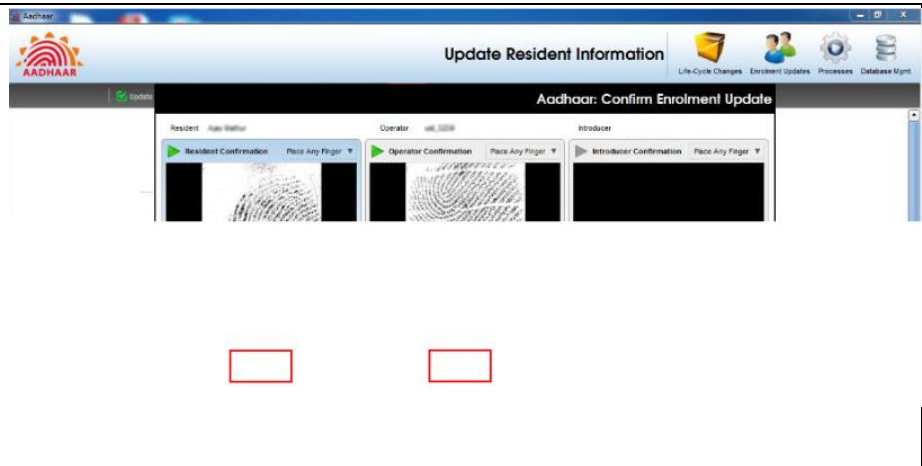 Aadhaar
AADHAAR
Update Resident Information
Life-Cycle Changes
Enrolment Updates
Processes
Database Mgmt.
Update
Aadhaar: Confirm Enrolment Update
Resident
Operator
Introducer
Resident Confirmation
Place Any Finger
Operator Confirmation
Place Any Finger
Introducer Confirmation
Place Any Finger